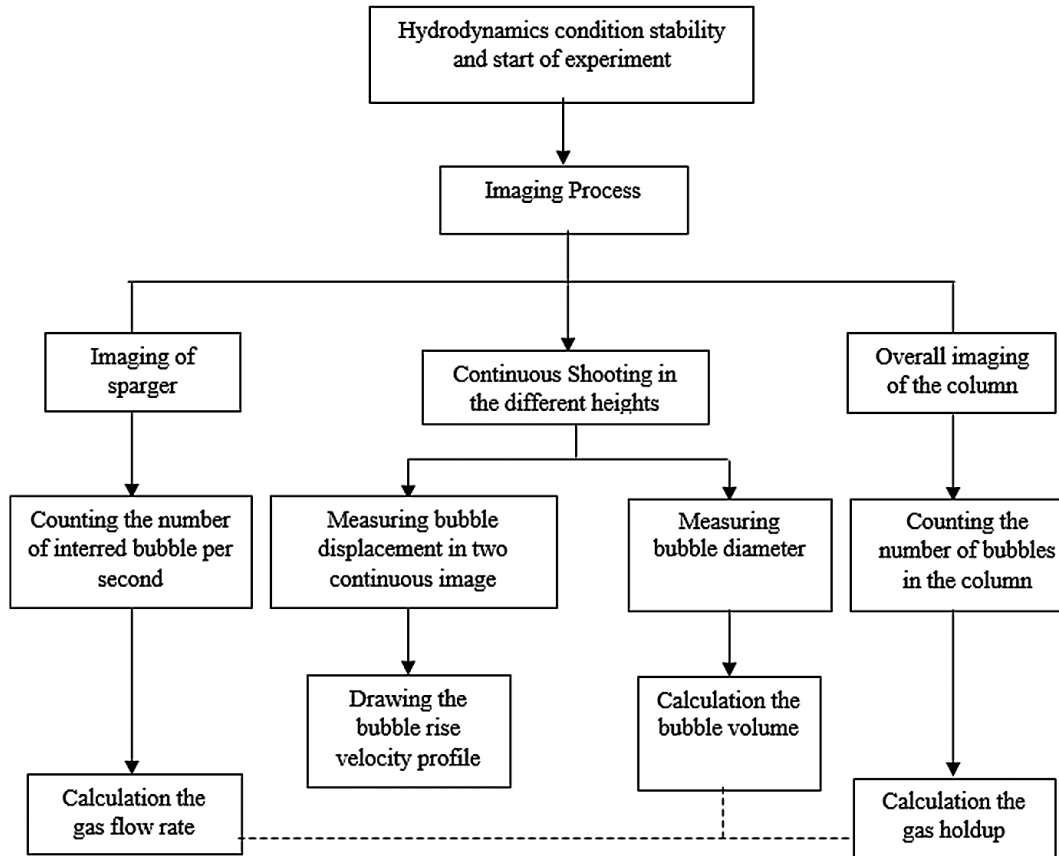 Hydrodynamics condition stability
and start of experiment
Imaging Process
Imaging of
sparger
Continuous Shooting in
the different heights
Overall imaging
of the column
Counting the number
of interred bubble per
second
Measuring bubble
displacement in two
continuous image
Measuring
bubble diameter
Counting the
number of bubbles
in the column
Drawing the
bubble rise
velocity profile
Calculation the
bubble volume
Calculation the
gas flow rate
Calculation the
gas holdup